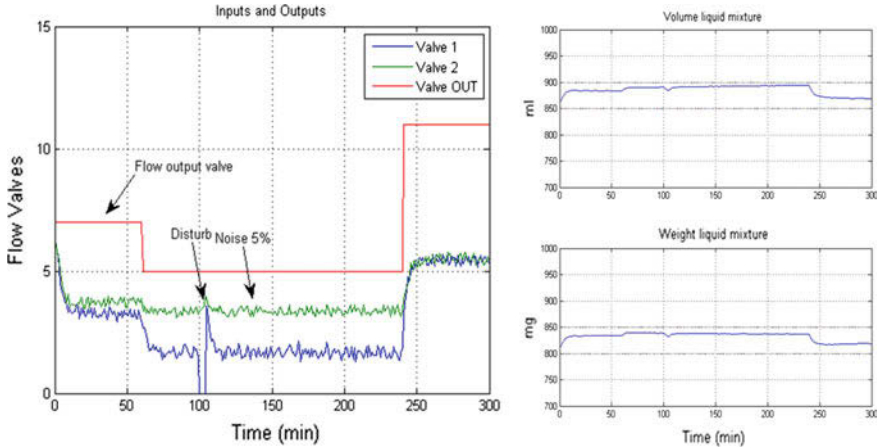 Inputs and Outputs
15
10
5
0
Flow Valves
Valve 1
Valve 2
Valve OUT
Flow output valve
Disturb
Noise 5%
0 50 100 150 200 250 300
Time (min)
Volume liquid mixture
1000
950
900
850
800
750
700
ml
0 50 100 150 200 250 300
Weight liquid mixture
1000
950
900
850
800
750
700
mg
0 50 100 150 200 250 300
Time (min)